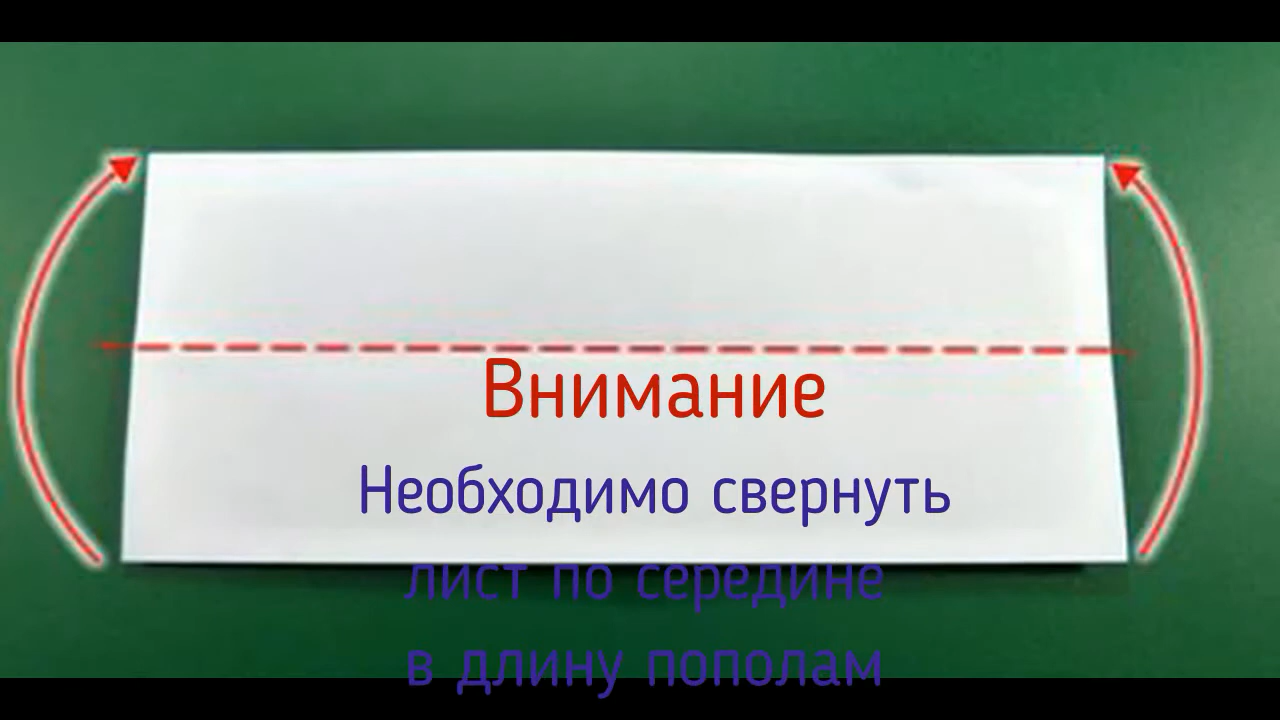 Внимание
Необходимо свернуть
лист по середине
в длину пополам